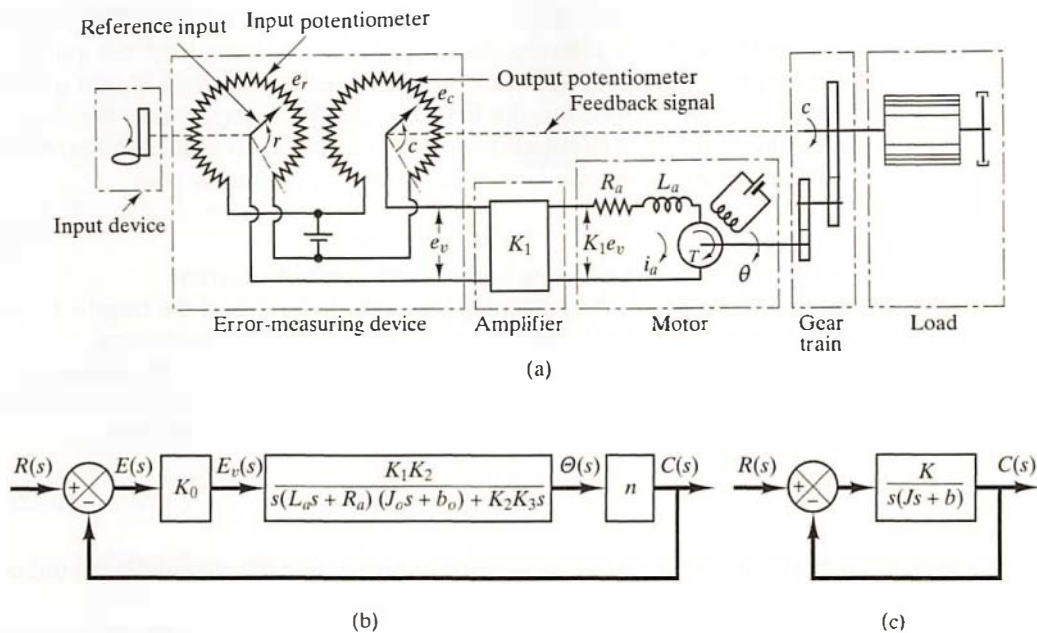 Reference input
Input potentiometer
e_r
r
Output potentiometer
e_c
c
Feedback signal
c
Input device
R_a
L_a
e_v
K_1
K_1e_v
i_a
T
θ
Error-measuring device
Amplifier
Motor
Gear
train
Load
(a)
R(s)
+
−
E(s)
K_0
E_v(s)
K_1K_2
s(L_as + R_a) (J_os + b_o) + K_2K_3s
Θ(s)
n
C(s)
(b)
R(s)
+
−
K
s(Js + b)
C(s)
(c)